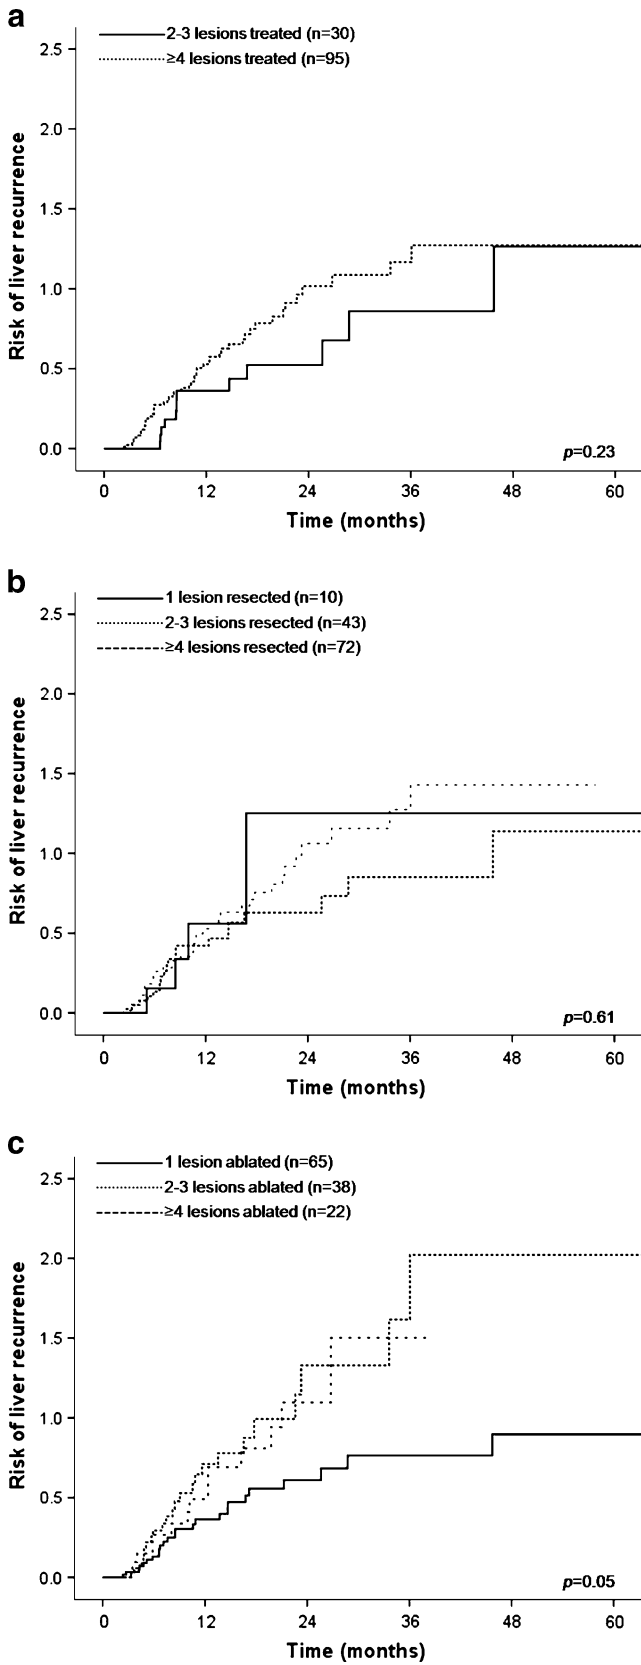 a
2-3 lesions treated (n=30)
≥4 lesions treated (n=95)
2.5
2.0
1.5
1.0
0.5
0.0
Risk of liver recurrence
p=0.23
0 12 24 36 48 60
Time (months)
b
1 lesion resected (n=10)
2-3 lesions resected (n=43)
≥4 lesions resected (n=72)
2.5
2.0
1.5
1.0
0.5
0.0
Risk of liver recurrence
p=0.61
0 12 24 36 48 60
Time (months)
c
1 lesion ablated (n=65)
2-3 lesions ablated (n=38)
≥4 lesions ablated (n=22)
2.5
2.0
1.5
1.0
0.5
0.0
Risk of liver recurrence
p=0.05
0 12 24 36 48 60
Time (months)